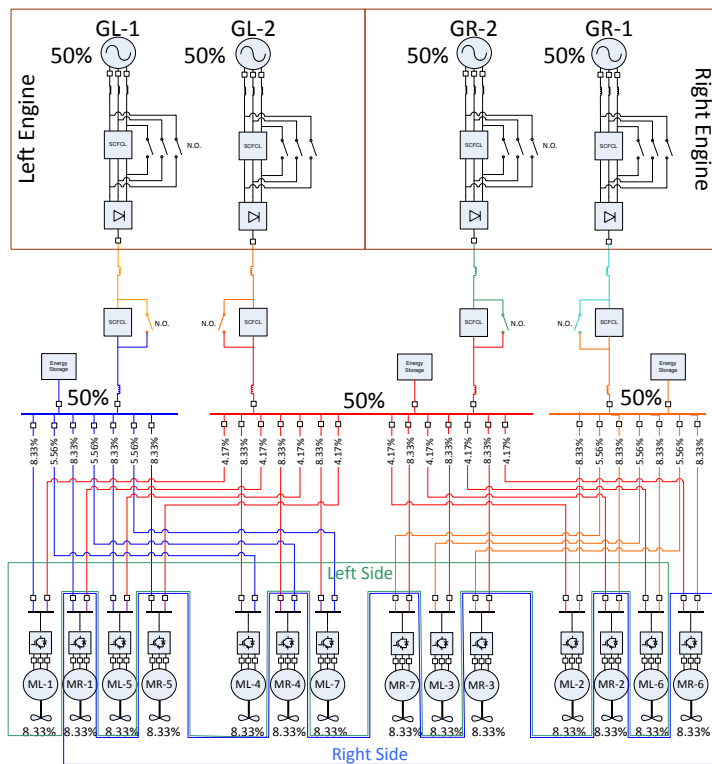 GL-1
GL-2
GR-2
GR-1
50%
50%
50%
50%
Left Engine
Right Engine
SCFCL
N.O.
SCFCL
SCFCL
N.O.
SCFCL
SCFCL
N.O.
N.O.
SCFCL
SCFCL
N.O.
N.O.
SCFCL
Energy
Storage
Energy
Storage
Energy
Storage
50%
50%
50%
8.33%
5.56%
8.33%
5.56%
8.33%
5.56%
8.33%
4.17%
8.33%
4.17%
8.33%
4.17%
8.33%
4.17%
4.17%
8.33%
4.17%
8.33%
4.17%
8.33%
4.17%
8.33%
5.56%
8.33%
5.56%
8.33%
5.56%
8.33%
Left Side
ML-1
MR-1
ML-5
MR-5
ML-4
MR-4
ML-7
MR-7
ML-3
MR-3
ML-2
MR-2
ML-6
MR-6
8.33%
8.33%
8.33%
8.33%
8.33%
8.33%
8.33%
8.33%
8.33%
8.33%
8.33%
8.33%
8.33%
8.33%
Right Side